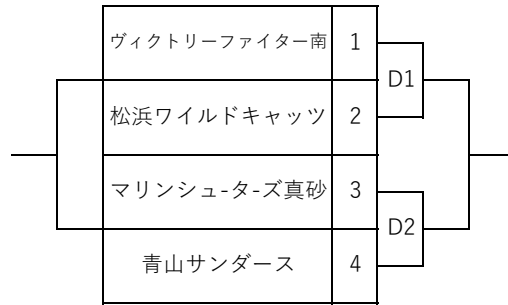 ヴィクトリーファイター南 1
D1
松浜ワイルドキャッツ 2
マリンシュ-タ-ズ真砂 3
D2
青山サンダース 4